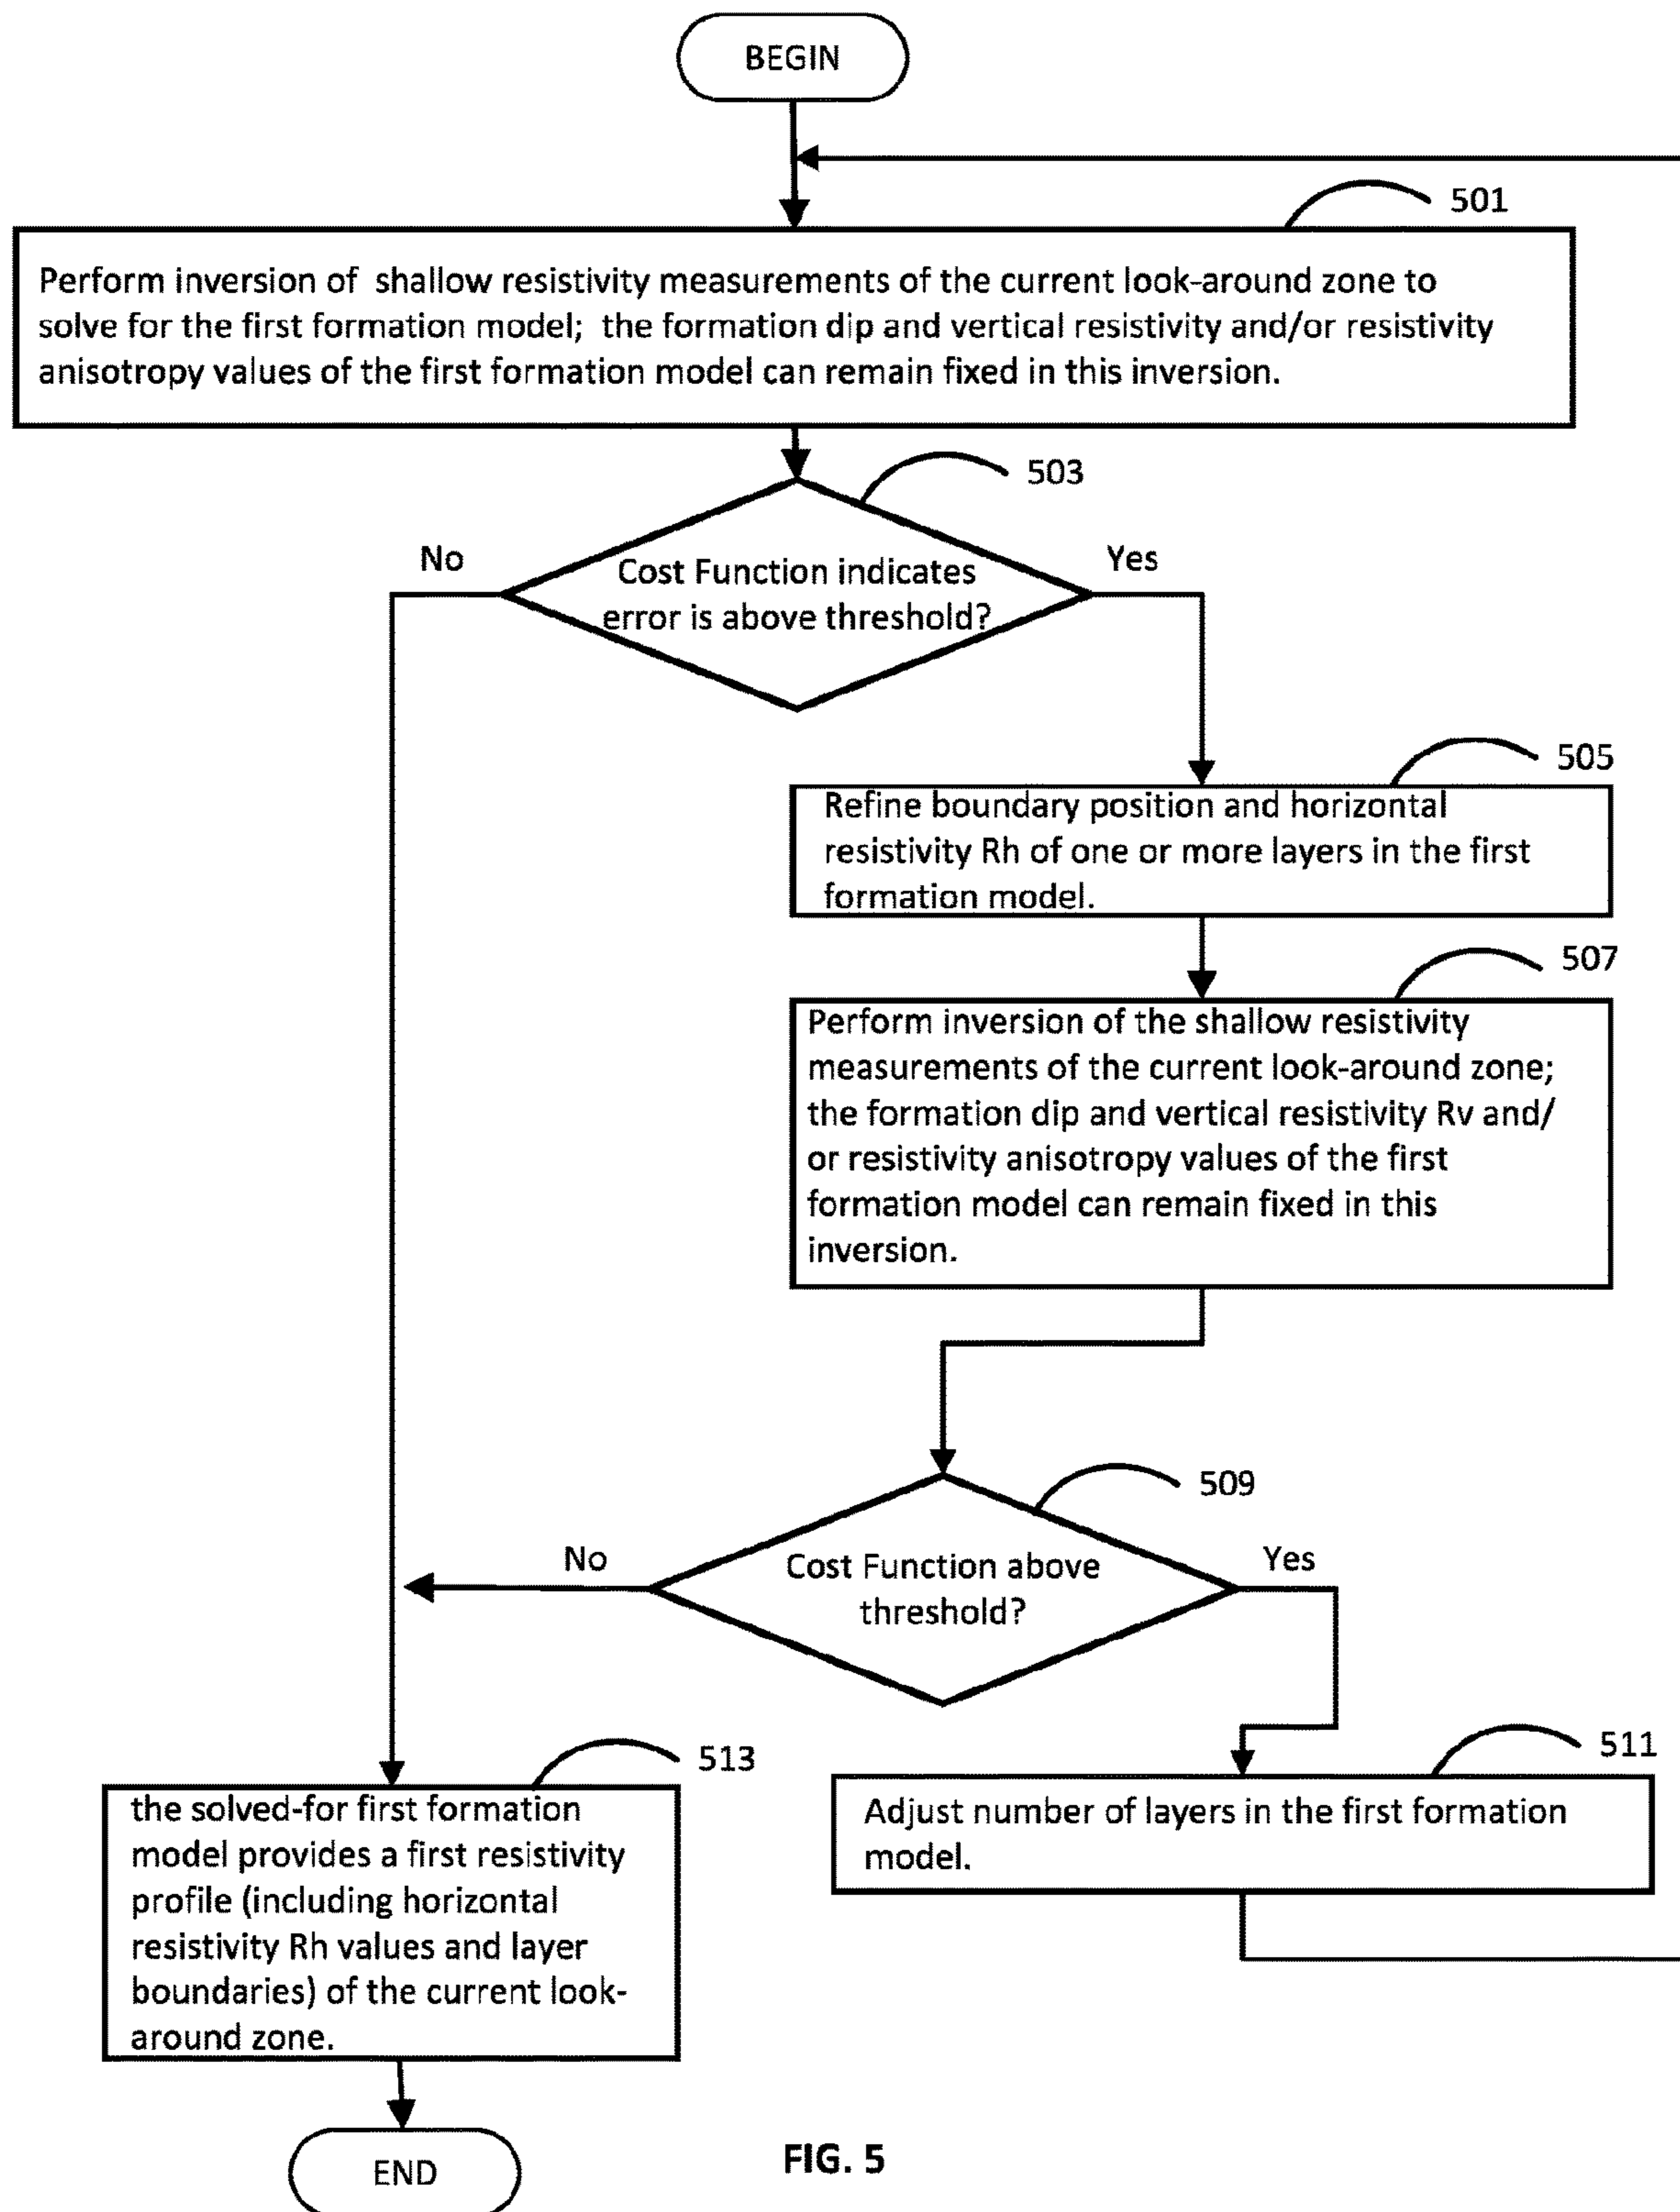 BEGIN
501
Perform inversion of shallow resistivity measurements of the current look-around zone to
solve for the first formation model; the formation dip and vertical resistivity and/or resistivity
anisotropy values of the first formation model can remain fixed in this inversion.
503
No
Yes
Cost Function indicates
error is above threshold?
505
Refine boundary position and horizontal
resistivity Rh of one or more layers in the first
formation model.
507
Perform inversion of the shallow resistivity
measurements of the current look-around zone;
the formation dip and vertical resistivity Rv and/
or resistivity anisotropy values of the first
formation model can remain fixed in this
inversion.
509
No
Yes
Cost Function above
threshold?
513
the solved-for first formation
model provides a first resistivity
profile (including horizontal
resistivity Rh values and layer
boundaries) of the current look-
around zone.
511
Adjust number of layers in the first formation
model.
END
FIG. 5